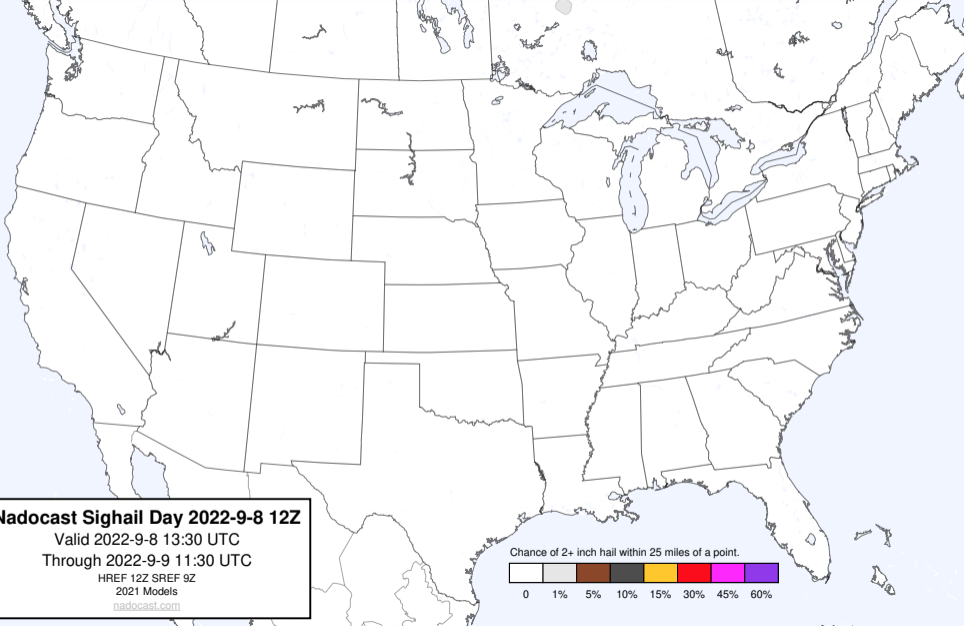 Nadocast Sighail Day 2022-9-8 12Z
Valid 2022-9-8 13:30 UTC
Through 2022-9-9 11:30 UTC
HREF 12Z SREF 9Z
2021 Models
nadocast.com
Chance of 2+ inch hail within 25 miles of a point.
0 1% 5% 10% 15% 30% 45% 60%